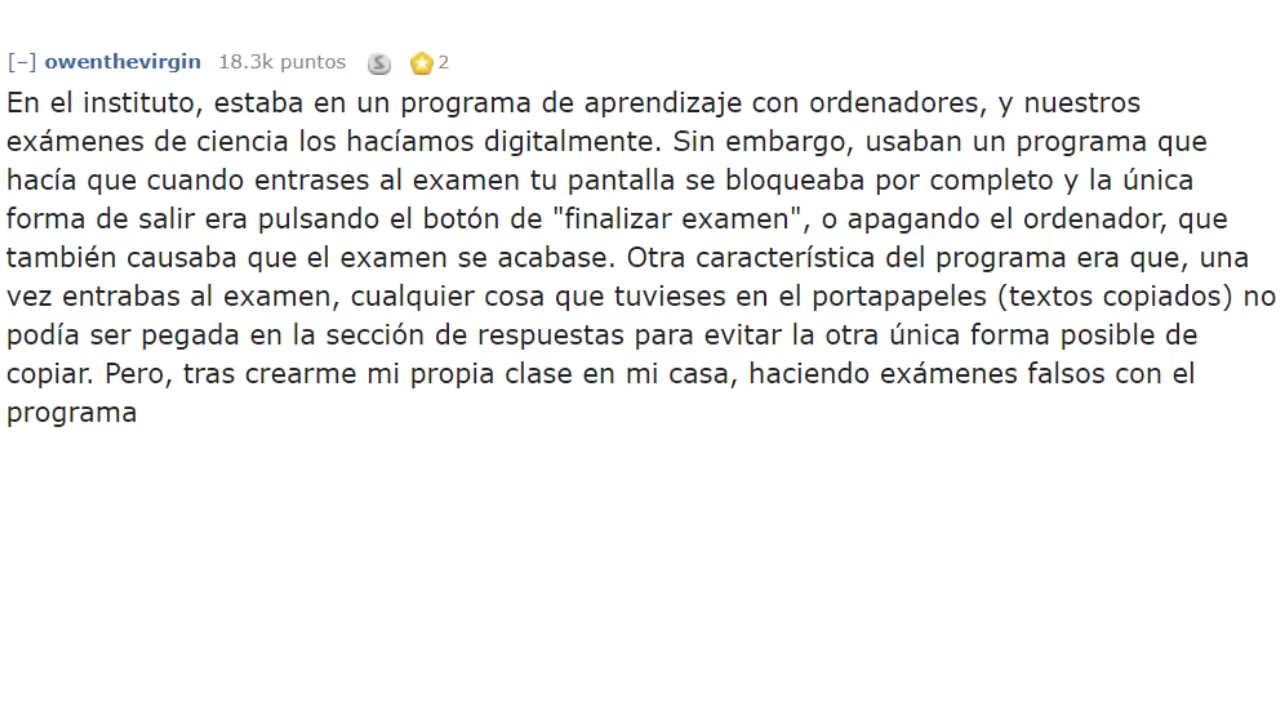 [−] owenthevirgin 18.3k puntos S 2
En el instituto, estaba en un programa de aprendizaje con ordenadores, y nuestros
exámenes de ciencia los hacíamos digitalmente. Sin embargo, usaban un programa que
hacía que cuando entrases al examen tu pantalla se bloqueaba por completo y la única
forma de salir era pulsando el botón de "finalizar examen", o apagando el ordenador, que
también causaba que el examen se acabase. Otra característica del programa era que, una
vez entrabas al examen, cualquier cosa que tuvieses en el portapapeles (textos copiados) no
podía ser pegada en la sección de respuestas para evitar la otra única forma posible de
copiar. Pero, tras crearme mi propia clase en mi casa, haciendo exámenes falsos con el
programa